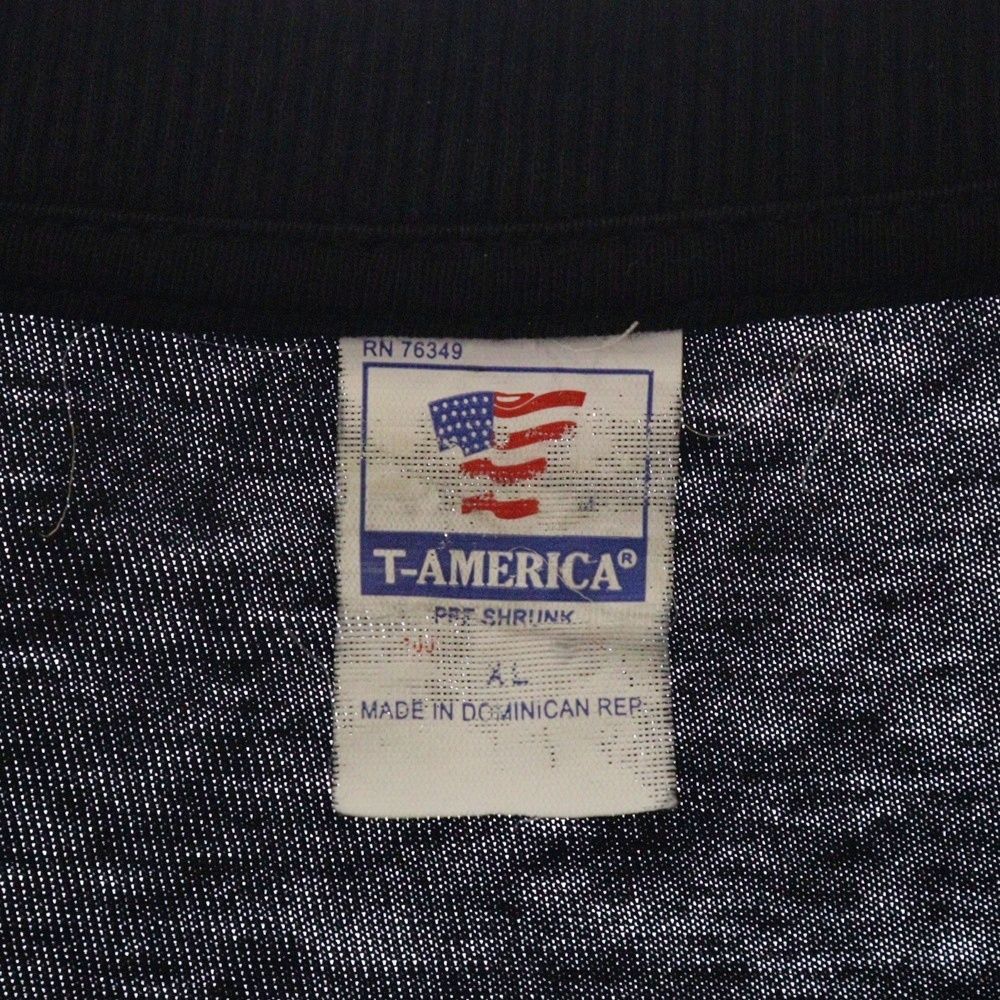 RN 76349
T-AMERICA®
PRE SHRUNK
XL
MADE IN DOMINICAN REP.